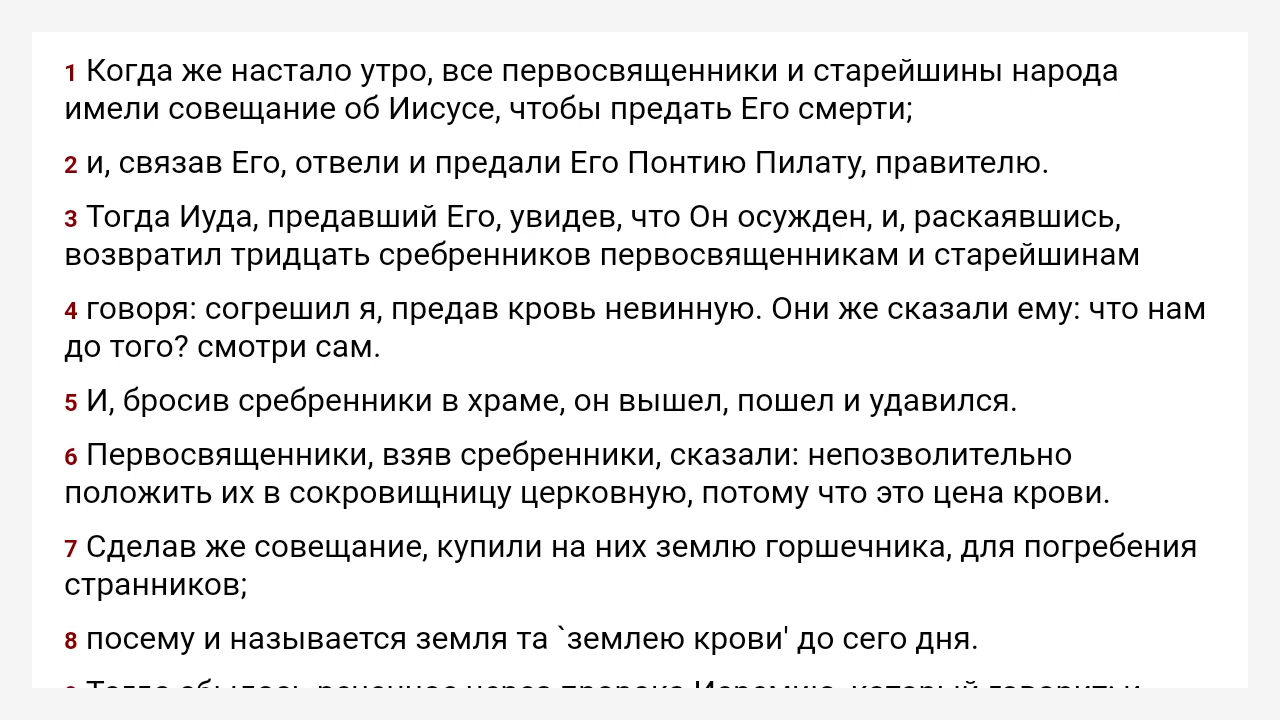 1 Когда же настало утро, все первосвященники и старейшины народа
имели совещание об Иисусе, чтобы предать Его смерти;
2 и, связав Его, отвели и предали Его Понтию Пилату, правителю.
3 Тогда Иуда, предавший Его, увидев, что Он осужден, и, раскаявшись,
возвратил тридцать сребренников первосвященникам и старейшинам
4 говоря: согрешил я, предав кровь невинную. Они же сказали ему: что нам
до того? смотри сам.
5 И, бросив сребренники в храме, он вышел, пошел и удавился.
6 Первосвященники, взяв сребренники, сказали: непозволительно
положить их в сокровищницу церковную, потому что это цена крови.
7 Сделав же совещание, купили на них землю горшечника, для погребения
странников;
8 посему и называется земля та `землею крови' до сего дня.